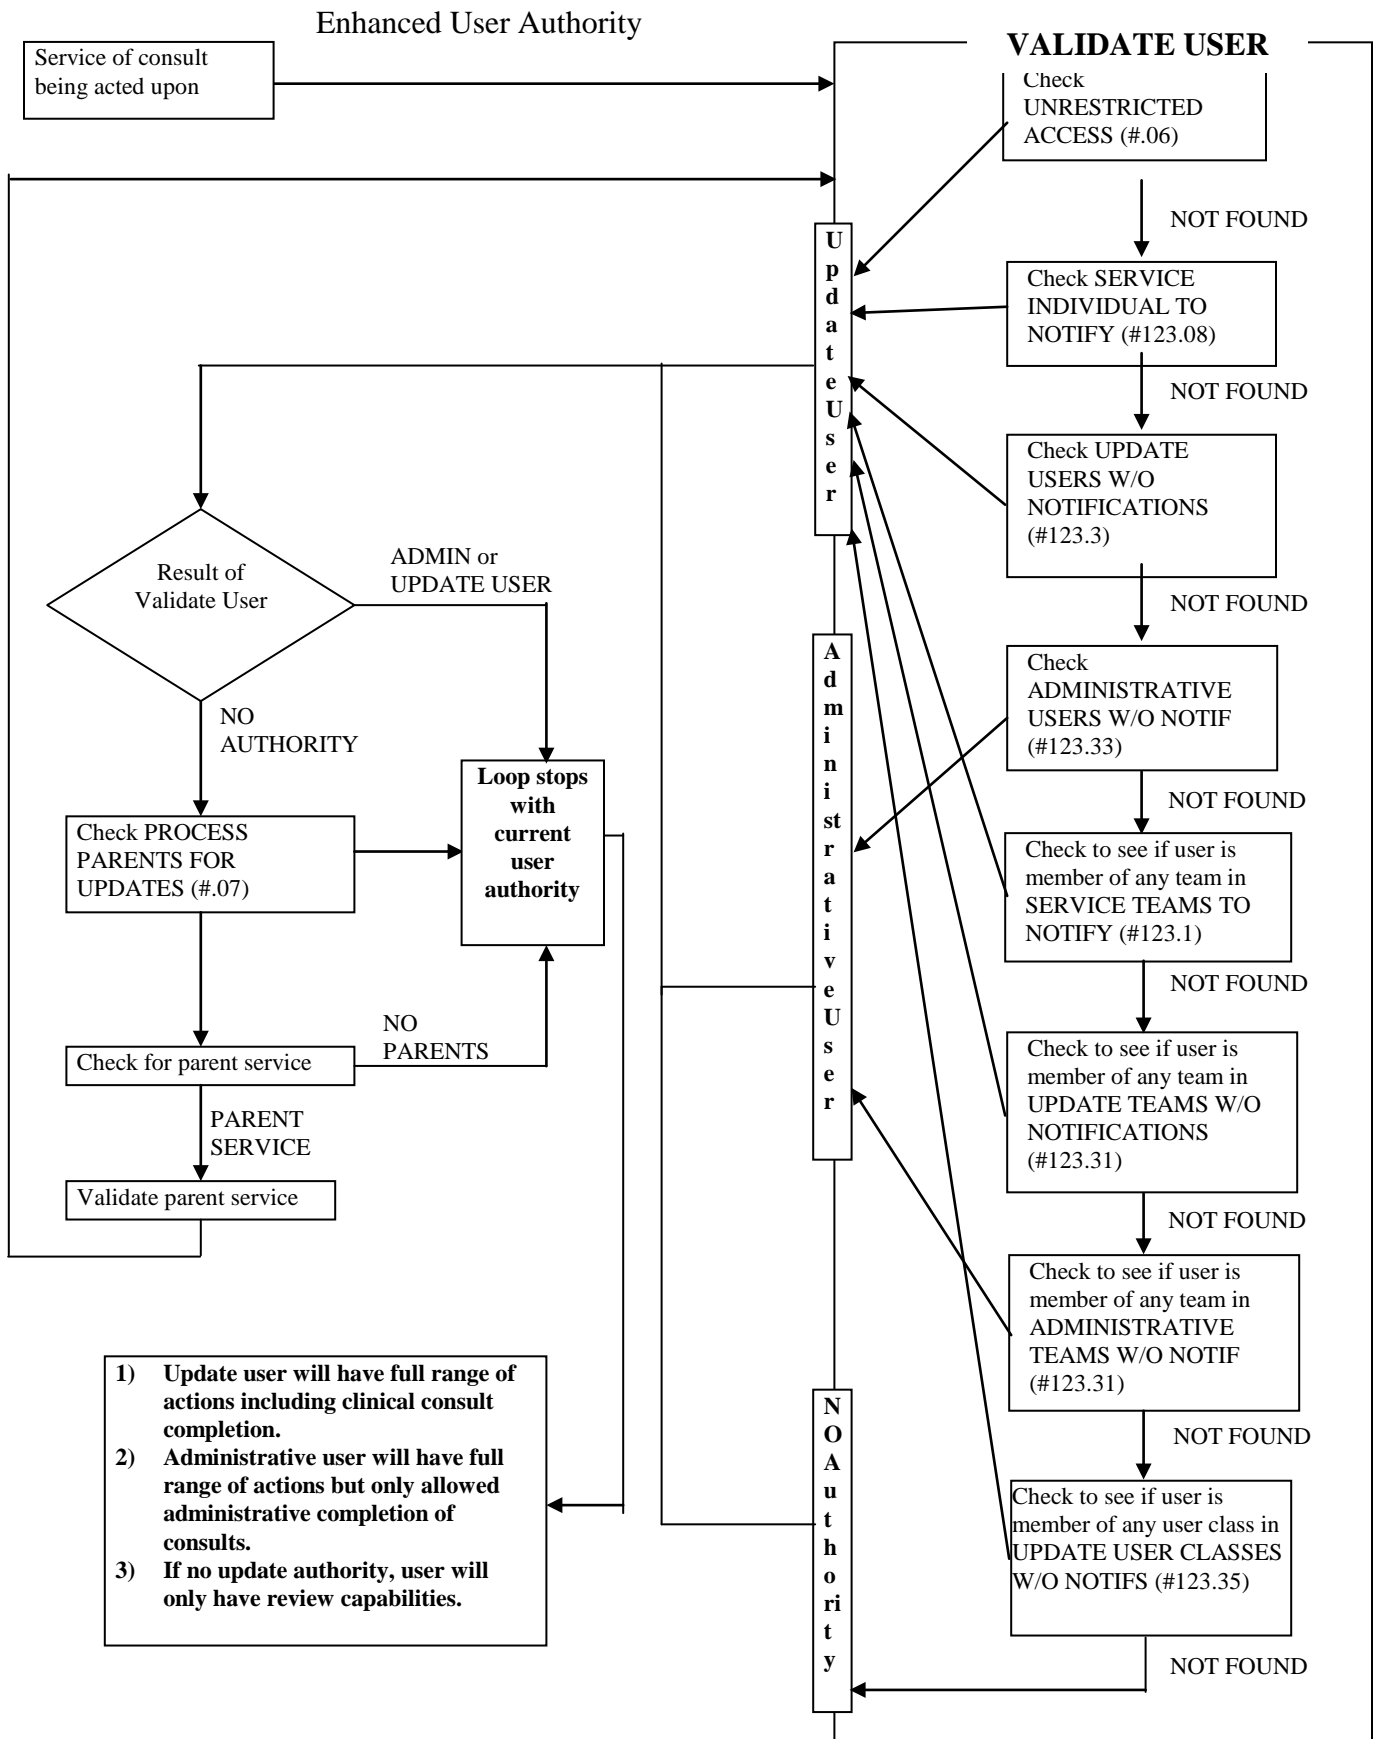 Enhanced User Authority
VALIDATE USER
Service of consult
being acted upon
Check
UNRESTRICTED
ACCESS (#.06)
NOT FOUND
Check SERVICE
INDIVIDUAL TO
NOTIFY (#123.08)
NOT FOUND
Check UPDATE
USERS W/O
NOTIFICATIONS
(#123.3)
NOT FOUND
Check
ADMINISTRATIVE
USERS W/O NOTIF
(#123.33)
NOT FOUND
Check to see if user is
member of any team in
SERVICE TEAMS TO
NOTIFY (#123.1)
NOT FOUND
Check to see if user is
member of any team in
UPDATE TEAMS W/O
NOTIFICATIONS
(#123.31)
NOT FOUND
Check to see if user is
member of any team in
ADMINISTRATIVE
TEAMS W/O NOTIF
(#123.31)
NOT FOUND
Check to see if user is
member of any user class in
UPDATE USER CLASSES
W/O NOTIFS (#123.35)
NOT FOUND
U
p
d
a
t
e
U
s
e
r
A
d
m
i
n
i
st
r
a
t
i
v
e
U
s
e
r
N
O
A
u
t
h
o
ri
t
y
Result of
Validate User
ADMIN or
UPDATE USER
NO
AUTHORITY
Loop stops
with
current
user
authority
Check PROCESS
PARENTS FOR
UPDATES (#.07)
NO
PARENTS
Check for parent service
PARENT
SERVICE
Validate parent service
1) Update user will have full range of
actions including clinical consult
completion.
2) Administrative user will have full
range of actions but only allowed
administrative completion of
consults.
3) If no update authority, user will
only have review capabilities.